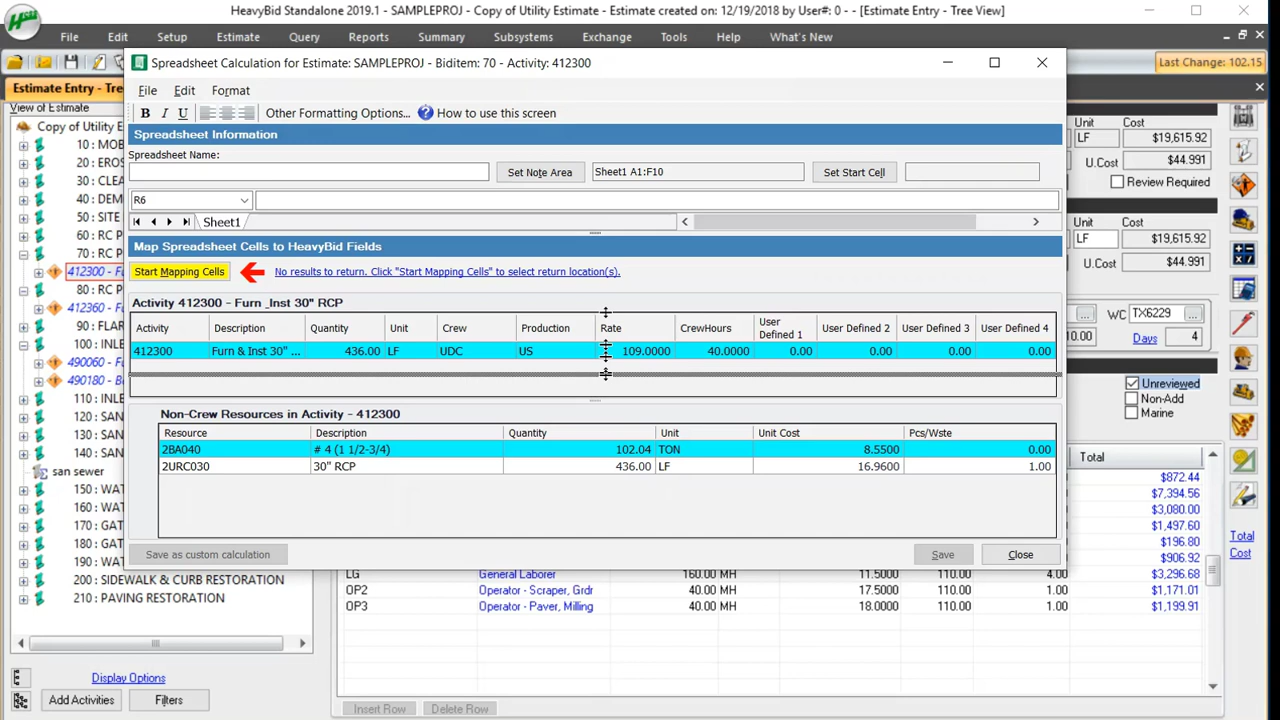 HeavyBid Standalone 2019.1 - SAMPLEPROJ - Copy of Utility Estimate - Estimate created on: 12/19/2018 by User#: 0 - - [Estimate Entry - Tree View]
File Edit Setup Estimate Query Reports Summary Subsystems Exchange Tools Help What's New
Last Change: 102.15
Spreadsheet Calculation for Estimate: SAMPLEPROJ - Biditem: 70 - Activity: 412300
File Edit Format
B I U Other Formatting Options... How to use this screen
Spreadsheet Information
Spreadsheet Name:
Set Note Area Sheet1 A1:F10 Set Start Cell
R6
Sheet1
Map Spreadsheet Cells to HeavyBid Fields
Start Mapping Cells No results to return. Click "Start Mapping Cells" to select return location(s).
Activity 412300 - Furn _Inst 30" RCP
Activity Description Quantity Unit Crew Production Rate CrewHours User Defined 1 User Defined 2 User Defined 3 User Defined 4
412300 Furn & Inst 30" ... 436.00 LF UDC US 109.0000 40.0000 0.00 0.00 0.00 0.00
Non-Crew Resources in Activity - 412300
Resource Description Quantity Unit Unit Cost Pcs/Wste
2BA040 # 4 (1 1/2-3/4) 102.04 TON 8.5500 0.00
2URC030 30" RCP 436.00 LF 16.9600 1.00
Save as custom calculation Save Close
Estimate Entry - Tre
View of Estimate
Copy of Utility E
10 : MOB
20 : EROS
30 : CLEA
40 : DEM
50 : SITE
60 : RC P
70 : RC P
412300 - Fu
80 : RC P
412360 - Fu
90 : FLAR
100 : INL
490060 - Fu
490180 - B
110 : INLE
120 : SAN
130 : SAN
140 : SAN
san sewer
150 : WAT
160 : WAT
170 : GAT
180 : GAT
190 : WAT
200 : SIDEWALK & CURB RESTORATION
210 : PAVING RESTORATION
Display Options
Add Activities Filters
Unit Cost
LF $19,615.92
U.Cost $44.991
Review Required
LF $19,615.92
$44.991
WC TX6229
10.00 Days 4
Unreviewed
Non-Add
Marine
Total
$872.44
$7,394.56
$3,080.00
$1,497.60
$196.80
$906.92
LG General Laborer 160.00 MH 11.5000 110.00 4.00 $3,296.68
OP2 Operator - Scraper, Grdr 40.00 MH 17.5000 110.00 1.00 $1,171.01
OP3 Operator - Paver, Milling 40.00 MH 18.0000 110.00 1.00 $1,199.91
Total
Cost
Insert Row Delete Row